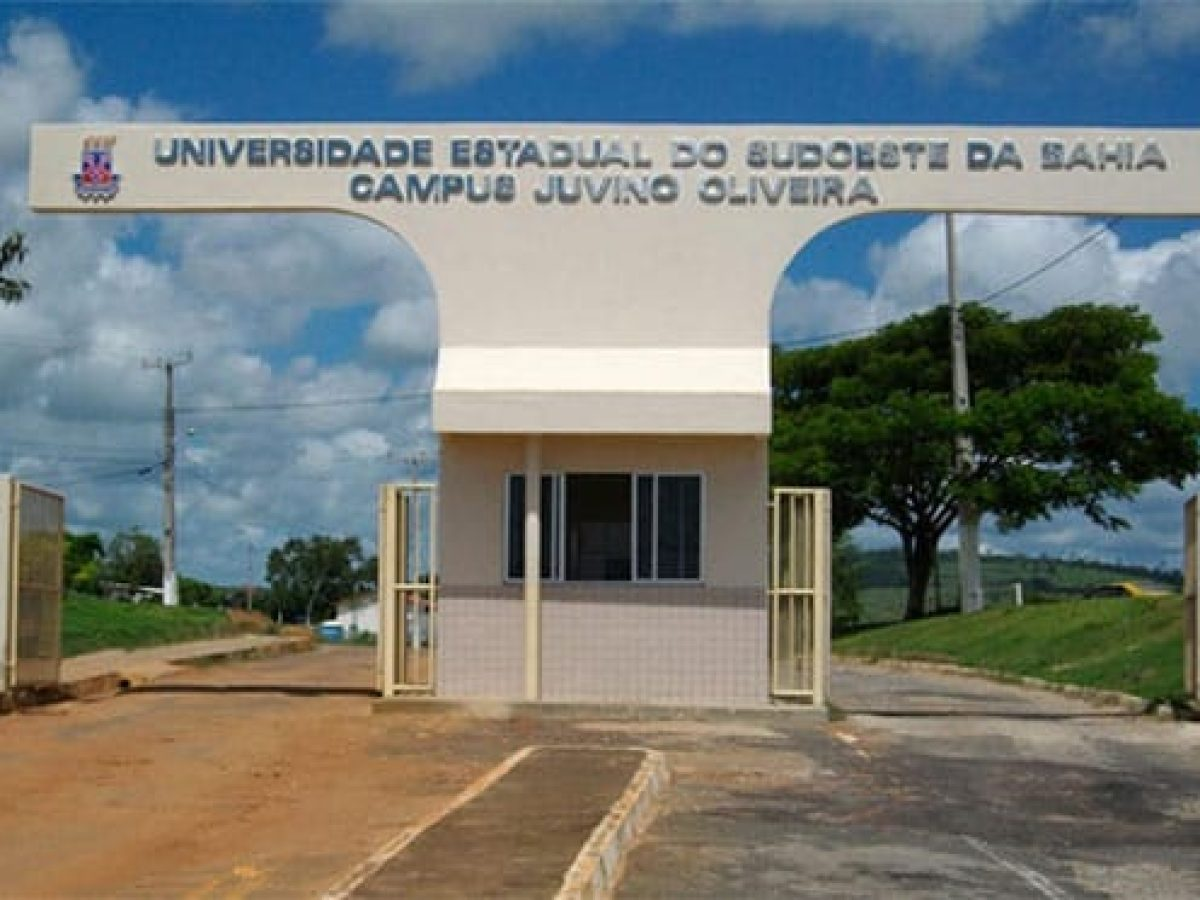 UNIVERSIDADE ESTADUAL DO SUDOESTE DA BAHIA
CAMPUS JUVINO OLIVEIRA